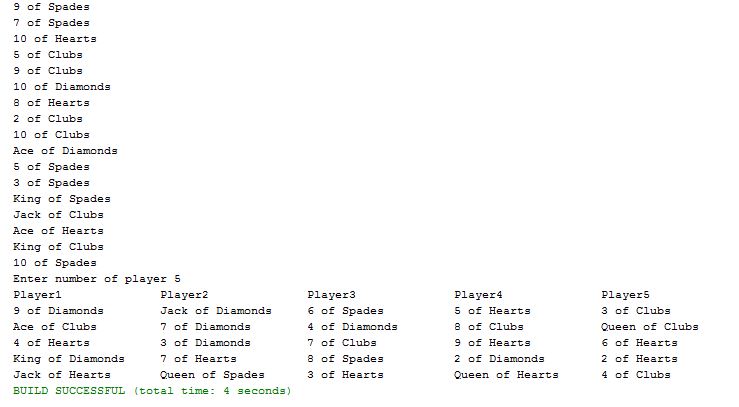 9 of Spades
7 of Spades
10 of Hearts
5 of Clubs
9 of Clubs
10 of Diamonds
8 of Hearts
2 of Clubs
10 of Clubs
Ace of Diamonds
5 of Spades
3 of Spades
King of Spades
Jack of Clubs
Ace of Hearts
King of Clubs
10 of Spades
Enter number of player 5
Player1 Player2 Player3 Player4 Player5
9 of Diamonds Jack of Diamonds 6 of Spades 5 of Hearts 3 of Clubs
Ace of Clubs 7 of Diamonds 4 of Diamonds 8 of Clubs Queen of Clubs
4 of Hearts 3 of Diamonds 7 of Clubs 9 of Hearts 6 of Hearts
King of Diamonds 7 of Hearts 8 of Spades 2 of Diamonds 2 of Hearts
Jack of Hearts Queen of Spades 3 of Hearts Queen of Hearts 4 of Clubs
BUILD SUCCESSFUL (total time: 4 seconds)